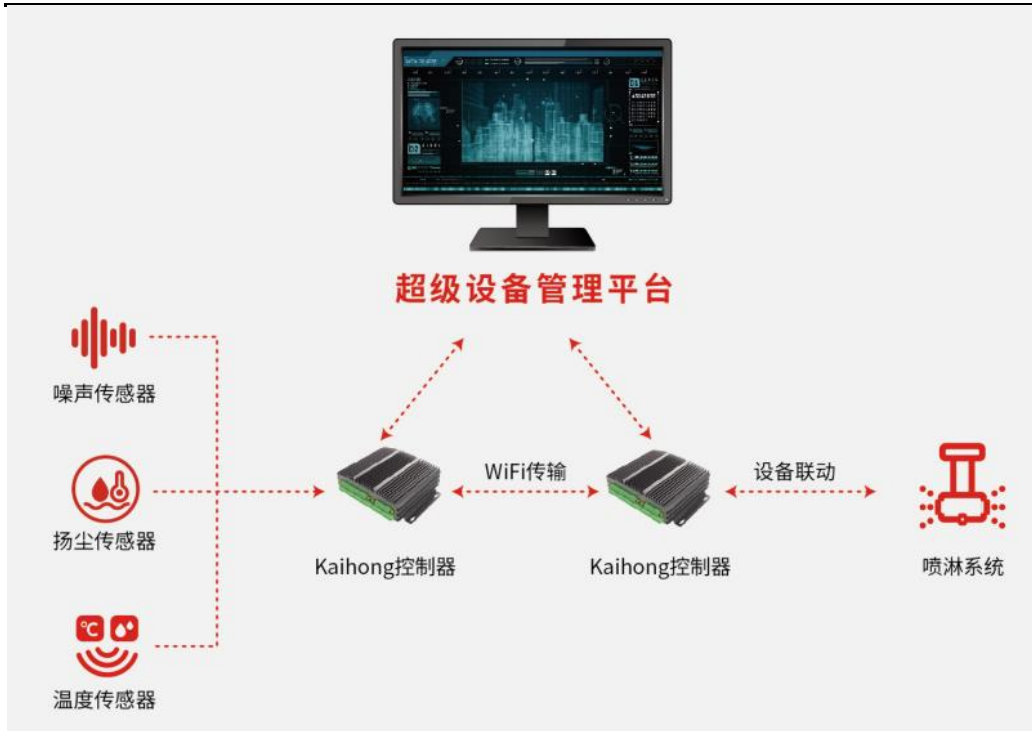 超级设备管理平台
噪声传感器
WiFi传输
设备联动
扬尘传感器
Kaihong控制器
Kaihong控制器
喷淋系统
℃
温度传感器